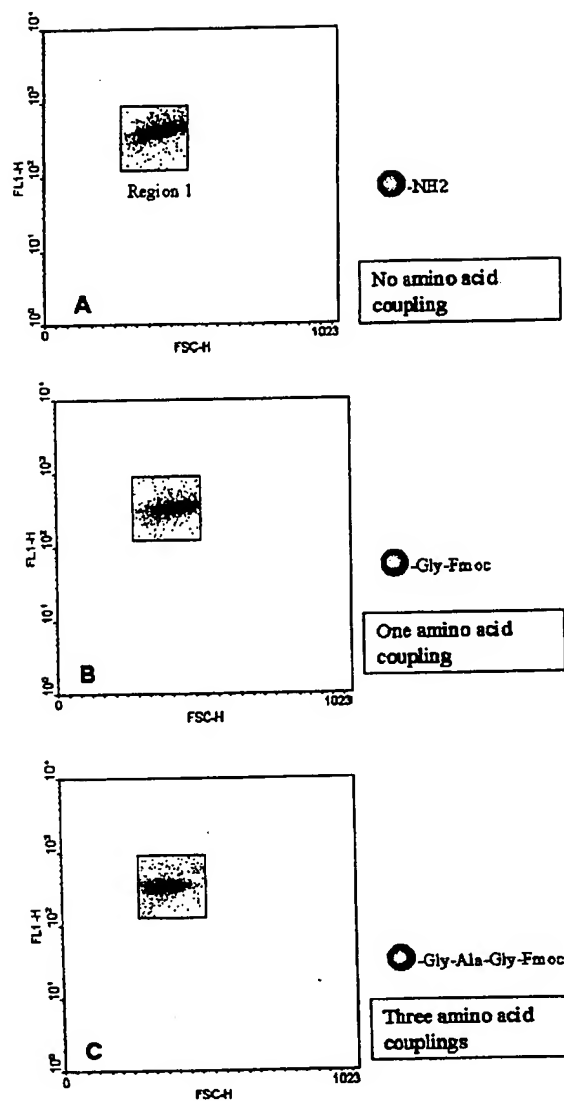 10⁴
10³
10²
10¹
10⁰
FL1-H
Region 1
A
0
1023
FSC-H
-NH2
No amino acid
coupling
10⁴
10³
10²
10¹
10⁰
FL1-H
B
0
1023
FSC-H
-Gly-Fmoc
One amino acid
coupling
10⁴
10³
10²
10¹
10⁰
FL1-H
C
0
1023
FSC-H
-Gly-Ala-Gly-Fmoc
Three amino acid
couplings